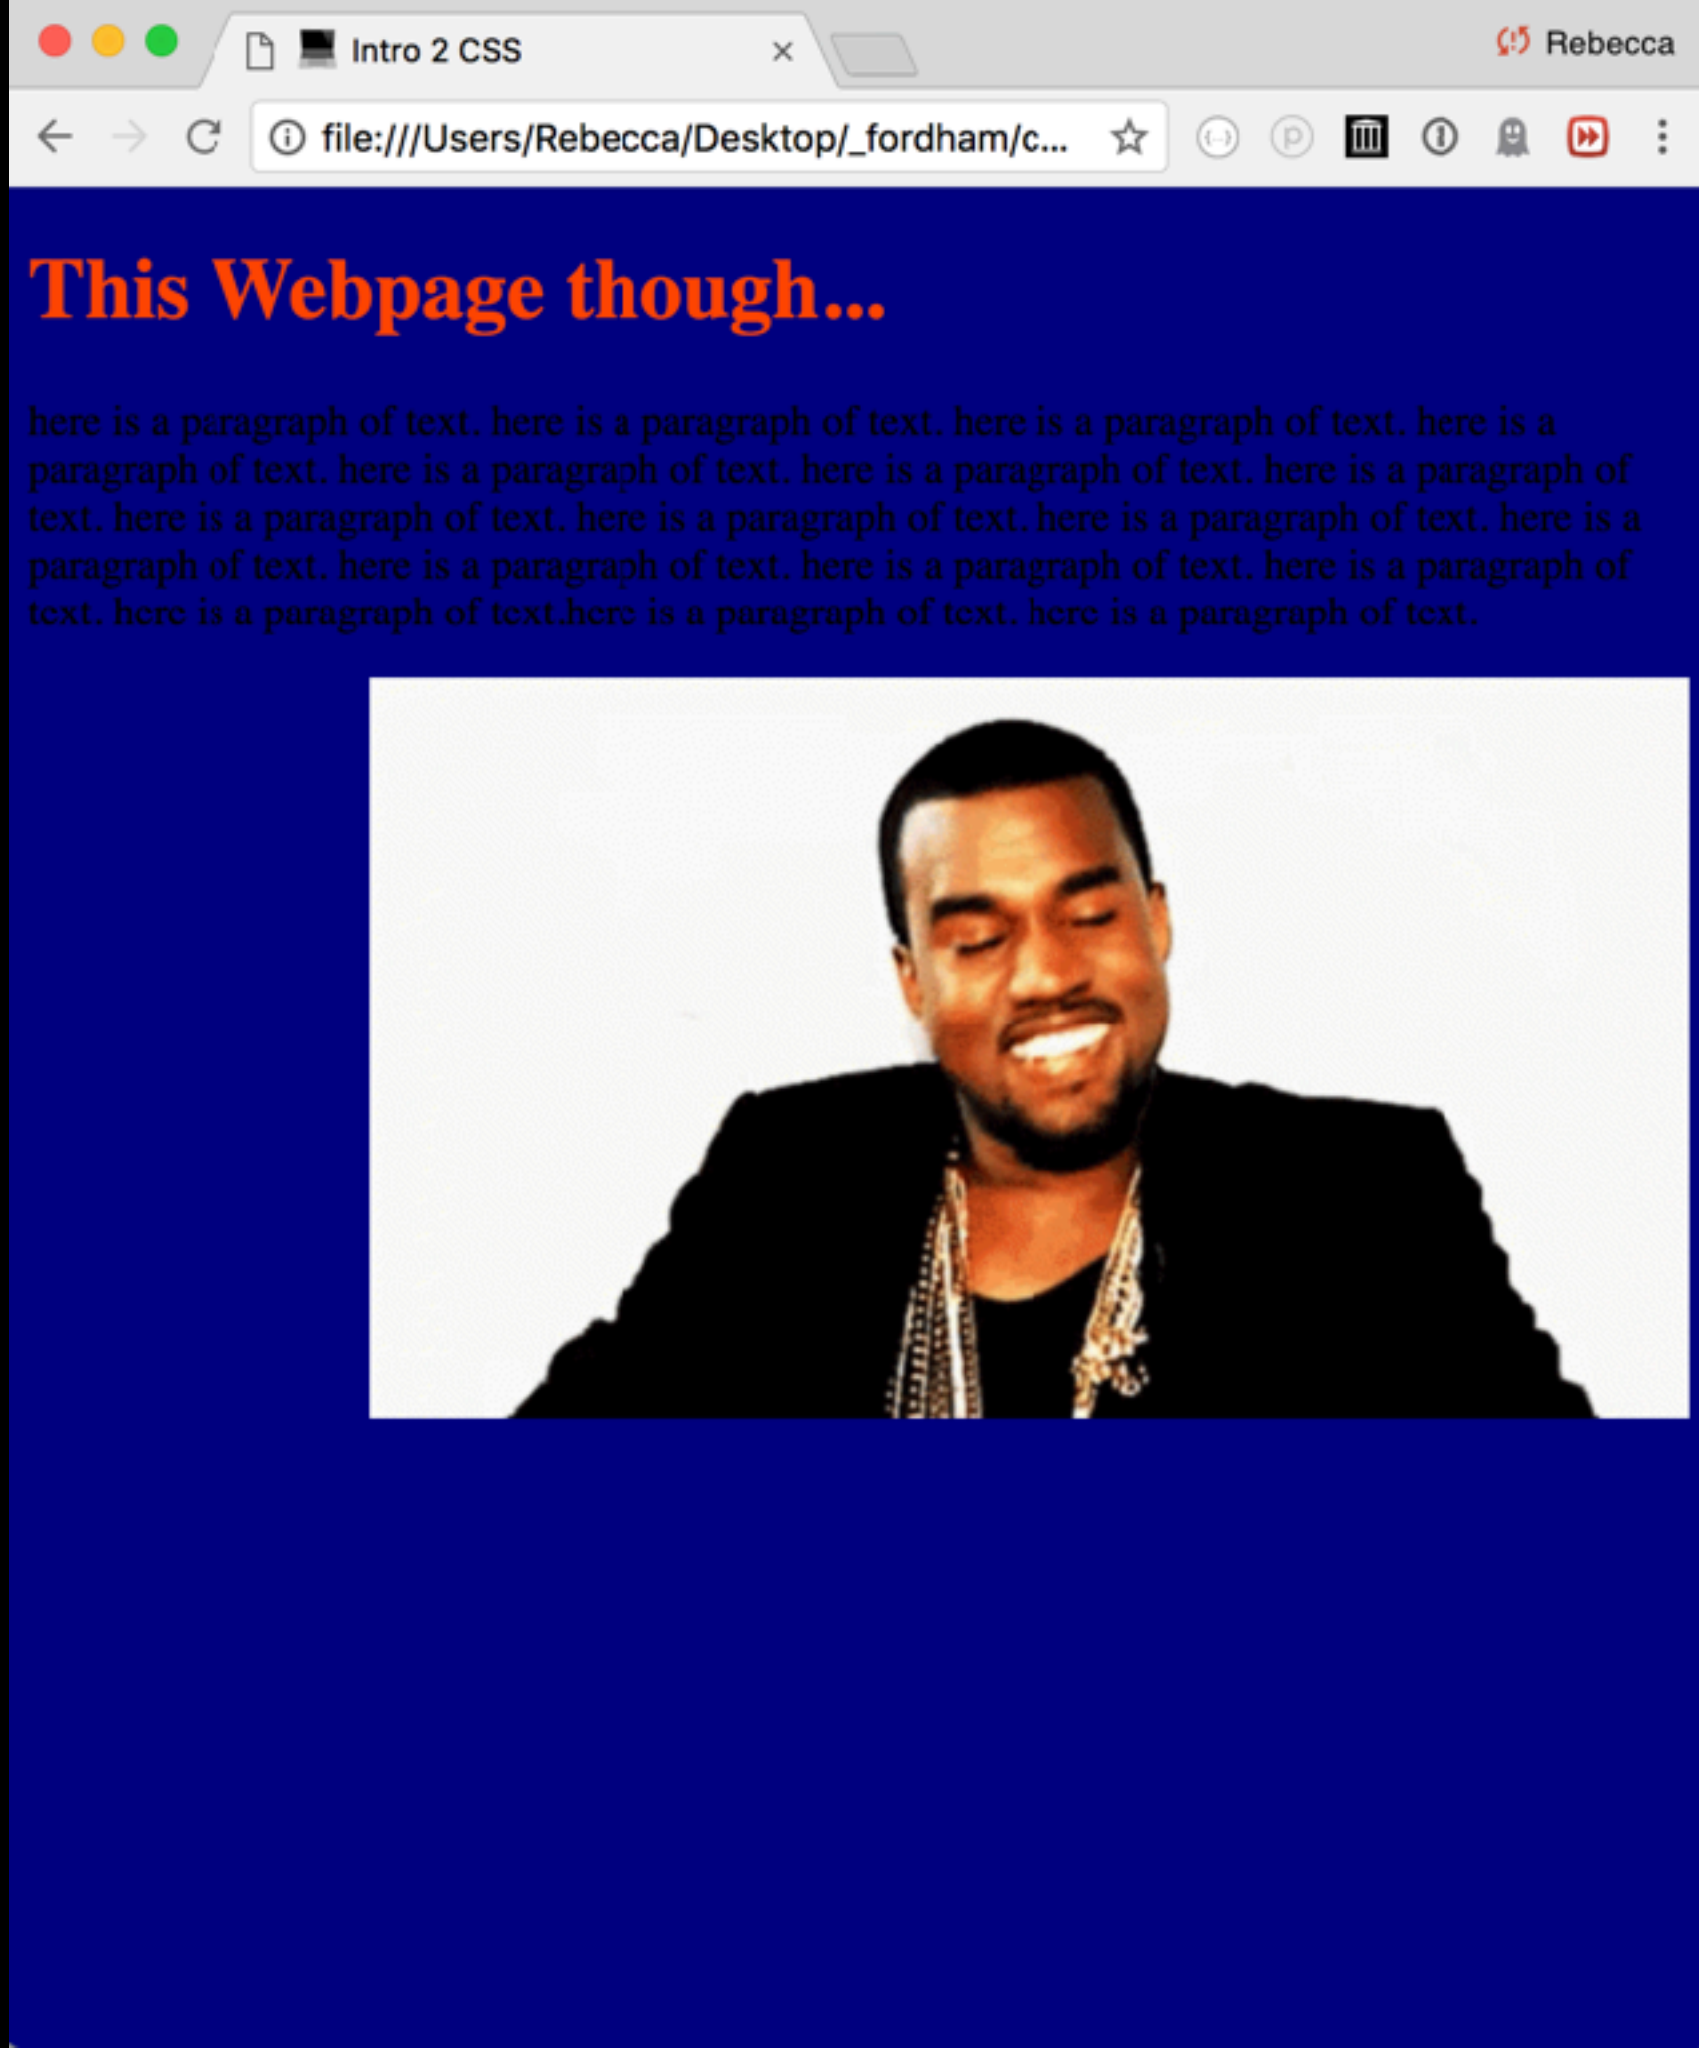 Intro 2 CSS
Rebecca
file:///Users/Rebecca/Desktop/_fordham/c...
This Webpage though...
here is a paragraph of text. here is a paragraph of text. here is a paragraph of text. here is a
paragraph of text. here is a paragraph of text. here is a paragraph of text. here is a paragraph of
text. here is a paragraph of text. here is a paragraph of text. here is a paragraph of text. here is a
paragraph of text. here is a paragraph of text. here is a paragraph of text. here is a paragraph of
text. here is a paragraph of text.here is a paragraph of text. here is a paragraph of text.